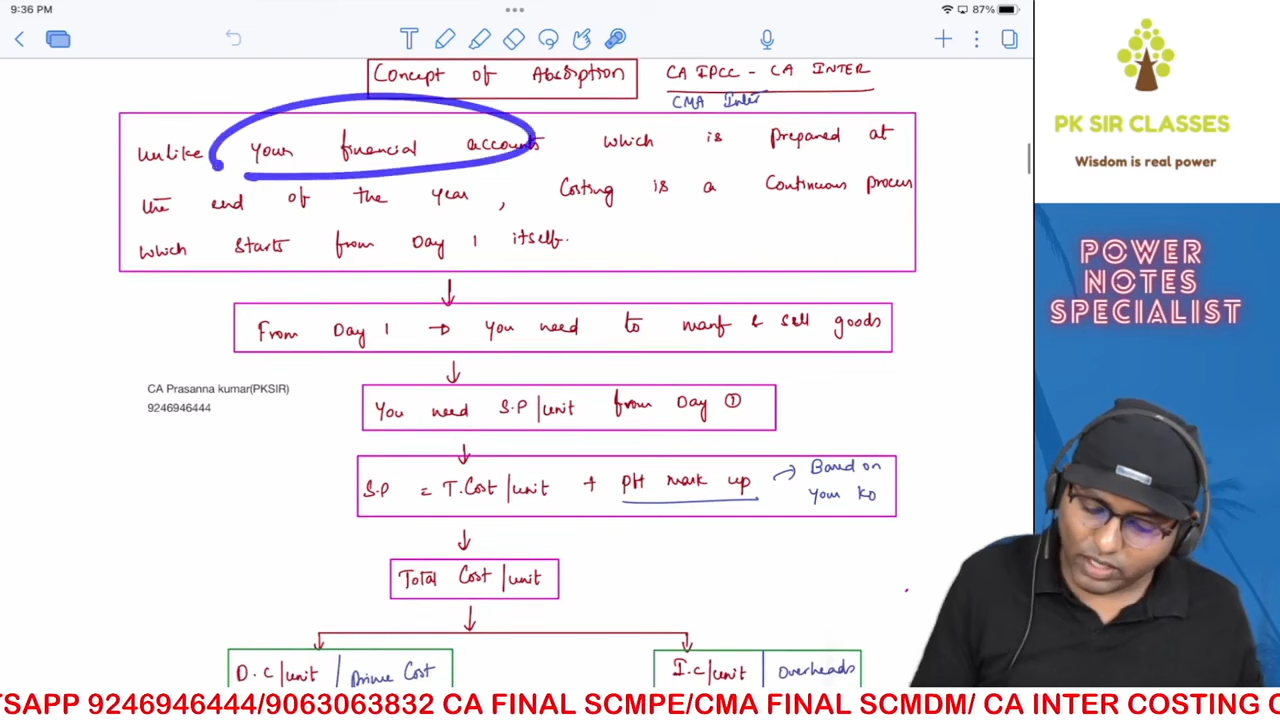 9:36 PM
87%
Concept of Absorption
CA IPCC - CA INTER
CMA Inter
Unlike your financial accounts which is prepared at
the end of the year, Costing is a Continuous process
which starts from Day 1 itself.
From Day 1 → You need to manf & sell goods
CA Prasanna kumar(PKSIR)
9246946444
You need S.P/unit from Day ①
S.P = T.Cost/unit + pft mark up → Based on
your Ko
Total Cost/unit
D.C/unit / Prime Cost
I.C/unit Overheads
PK SIR CLASSES
Wisdom is real power
POWER
NOTES
SPECIALIST
TSAPP 9246946444/9063063832 CA FINAL SCMPE/CMA FINAL SCMDM/ CA INTER COSTING